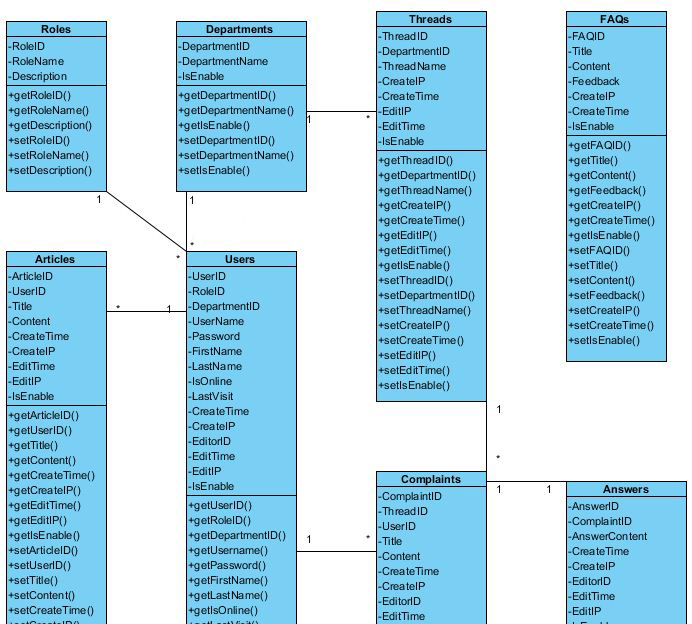 Roles
-RoleID
-RoleName
-Description
+getRoleID()
+getRoleName()
+getDescription()
+setRoleID()
+setRoleName()
+setDescription()
1
Departments
-DepartmentID
-DepartmentName
-IsEnable
+getDepartmentID()
+getDepartmentName()
+getIsEnable()
+setDepartmentID()
+setDepartmentName()
+setIsEnable()
1
*
1
*
*
Threads
-ThreadID
-DepartmentID
-ThreadName
-CreateIP
-CreateTime
-EditIP
-EditTime
-IsEnable
+getThreadID()
+getDepartmentID()
+getThreadName()
+getCreateIP()
+getCreateTime()
+getEditIP()
+getEditTime()
+getIsEnable()
+setThreadID()
+setDepartmentID()
+setThreadName()
+setCreateIP()
+setCreateTime()
+setEditIP()
+setEditTime()
+setIsEnable()
1
*
FAQs
-FAQID
-Title
-Content
-Feedback
-CreateIP
-CreateTime
-IsEnable
+getFAQID()
+getTitle()
+getContent()
+getFeedback()
+getCreateIP()
+getCreateTime()
+getIsEnable()
+setFAQID()
+setTitle()
+setContent()
+setFeedback()
+setCreateIP()
+setCreateTime()
+setIsEnable()
Articles
-ArticleID
-UserID
-Title
-Content
-CreateTime
-CreateIP
-EditTime
-EditIP
-IsEnable
+getArticleID()
+getUserID()
+getTitle()
+getContent()
+getCreateTime()
+getCreateIP()
+getEditTime()
+getEditIP()
+getIsEnable()
+setArticleID()
+setUserID()
+setTitle()
+setContent()
+setCreateTime()
*
1
Users
-UserID
-RoleID
-DepartmentID
-UserName
-Password
-FirstName
-LastName
-IsOnline
-LastVisit
-CreateTime
-CreateIP
-EditorID
-EditTime
-EditIP
-IsEnable
+getUserID()
+getRoleID()
+getDepartmentID()
+getUsername()
+getPassword()
+getFirstName()
+getLastName()
+getIsOnline()
1
*
Complaints
-ComplaintID
-ThreadID
-UserID
-Title
-Content
-CreateTime
-CreateIP
-EditorID
-EditTime
1
1
Answers
-AnswerID
-ComplaintID
-AnswerContent
-CreateTime
-CreateIP
-EditorID
-EditTime
-EditIP